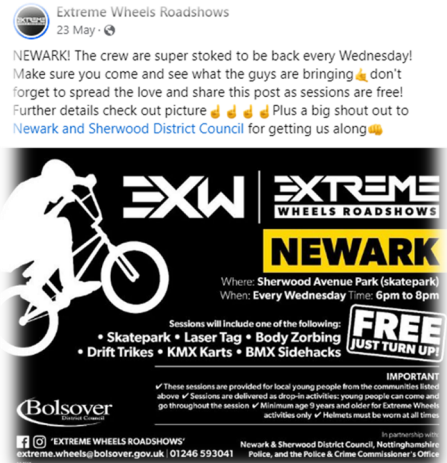 Extreme Wheels Roadshows
23 May ·
NEWARK! The crew are super stoked to be back every Wednesday!
Make sure you come and see what the guys are bringing🤙don't
forget to spread the love and share this post as sessions are free!
Further details check out picture☝️☝️☝️☝️Plus a big shout out to
Newark and Sherwood District Council for getting us along👊
EXW | EXTREME
WHEELS ROADSHOWS
NEWARK
Where: Sherwood Avenue Park (skatepark)
When: Every Wednesday Time: 6pm to 8pm
Sessions will include one of the following:
• Skatepark • Laser Tag • Body Zorbing
• Drift Trikes • KMX Karts • BMX Sidehacks
FREE
JUST TURN UP!
IMPORTANT
✔ These sessions are provided for local young people from the communities listed
above ✔ Sessions are delivered as drop-in activities: young people can come and
go throughout the session ✔ Minimum age 9 years and older for Extreme Wheels
activities only ✔ Helmets must be worn at all times
Bolsover
District Council
'EXTREME WHEELS ROADSHOWS'
extreme.wheels@bolsover.gov.uk | 01246 593041
In partnership with:
Newark & Sherwood District Council, Nottinghamshire
Police, and the Police & Crime Commissioner's Office